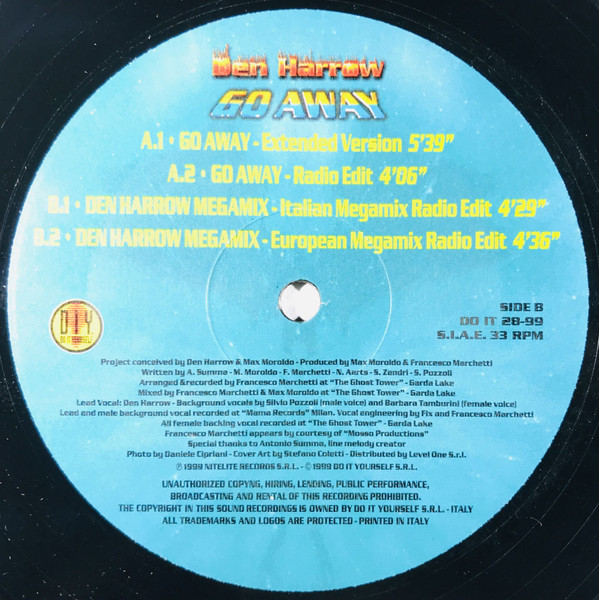 Den Harrow
GO AWAY
A.1 • GO AWAY - Extended Version 5'39"
A.2 • GO AWAY - Radio Edit 4'06"
B.1 • DEN HARROW MEGAMIX - Italian Megamix Radio Edit 4'29"
B.2 • DEN HARROW MEGAMIX - European Megamix Radio Edit 4'36"
D•I•Y
DO IT YOURSELF
SIDE B
DO IT 28-99
S.I.A.E. 33 RPM
Project conceived by Den Harrow & Max Moroldo - Produced by Max Moroldo & Francesco Marchetti
Written by A. Summa - M. Moroldo - F. Marchetti - N. Aierts - S. Zandri - S. Pozzoli
Arranged &recorded by Francesco Marchetti at "The Ghost Tower" - Garda Lake
Mixed by Francesco Marchetti & Max Moroldo at "The Ghost Tower" - Garda Lake
Lead Vocal: Den Harrow - Background vocals by Silvio Pozzoli (male voice) and Barbara Tamburini (female voice)
Lead and male background vocal recorded at "Mama Records" Milan. Vocal engineering by Fix and Francesco Marchetti
All female backing vocal recorded at "The Ghost Tower" - Garda Lake
Francesco Marchetti appears by courtesy of "Mosso Productions"
Special thanks to Antonio Summa, line melody creator
Photo by Daniele Cipriani - Cover Art by Stefano Coletti - Distributed by Level One S.r.l.
℗ 1999 NITELITE RECORDS S.R.L. - © 1999 DO IT YOURSELF S.R.L.
UNAUTHORIZED COPYNG, HIRING, LENDING, PUBLIC PERFORMANCE,
BROADCASTING AND RENTAL OF THIS RECORDING PROHIBITED.
THE COPYRIGHT IN THIS SOUND RECORDINGS IS OWNED BY DO IT YOURSELF S.R.L. - ITALY
ALL TRADEMARKS AND LOGOS ARE PROTECTED - PRINTED IN ITALY